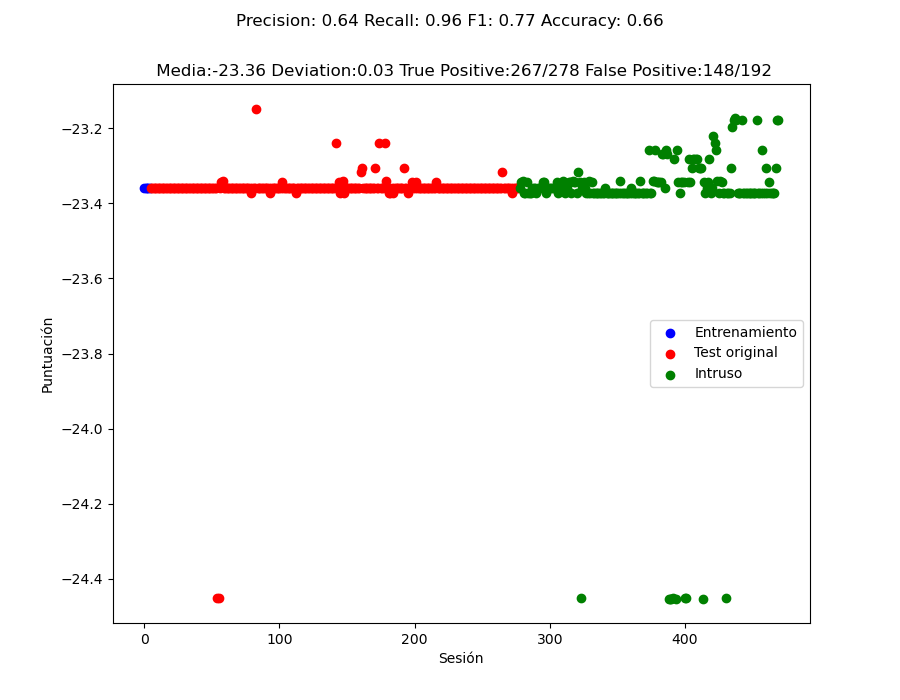 Precision: 0.64 Recall: 0.96 F1: 0.77 Accuracy: 0.66
Media:-23.36 Deviation:0.03 True Positive:267/278 False Positive:148/192
−23.2
−23.4
−23.6
−23.8
−24.0
−24.2
−24.4
Puntuación
Entrenamiento
Test original
Intruso
0
100
200
300
400
Sesión